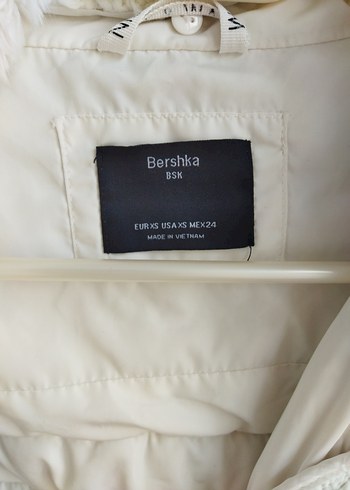 Bershka
BSK
EUR XS USA XS MEX 24
MADE IN VIETNAM